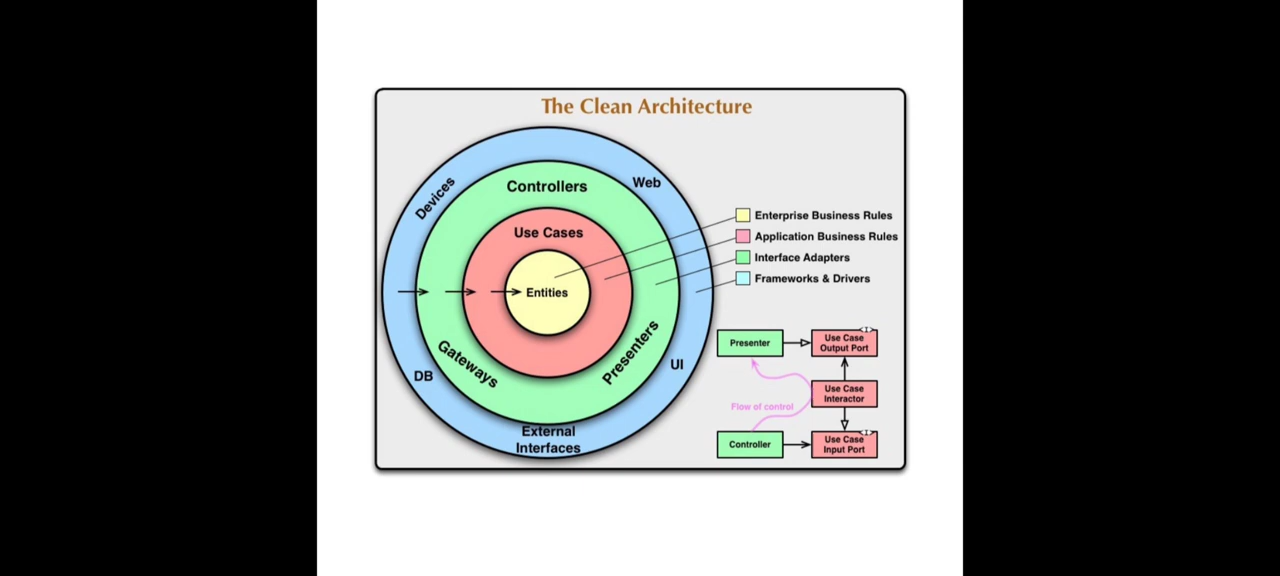 The Clean Architecture
Devices
Web
Controllers
Use Cases
Entities
Gateways
Presenters
DB
UI
External
Interfaces
Enterprise Business Rules
Application Business Rules
Interface Adapters
Frameworks & Drivers
Presenter
Use Case
Output Port
Use Case
Interactor
Flow of control
Controller
Use Case
Input Port